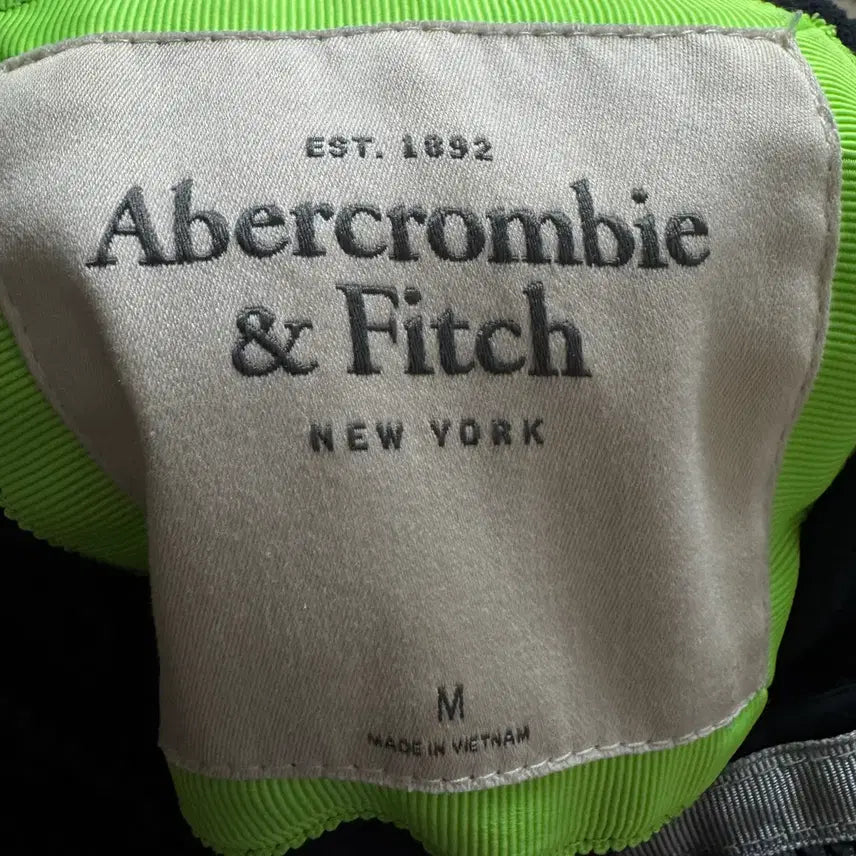 EST. 1892
Abercrombie
& Fitch
NEW YORK
M
MADE IN VIETNAM